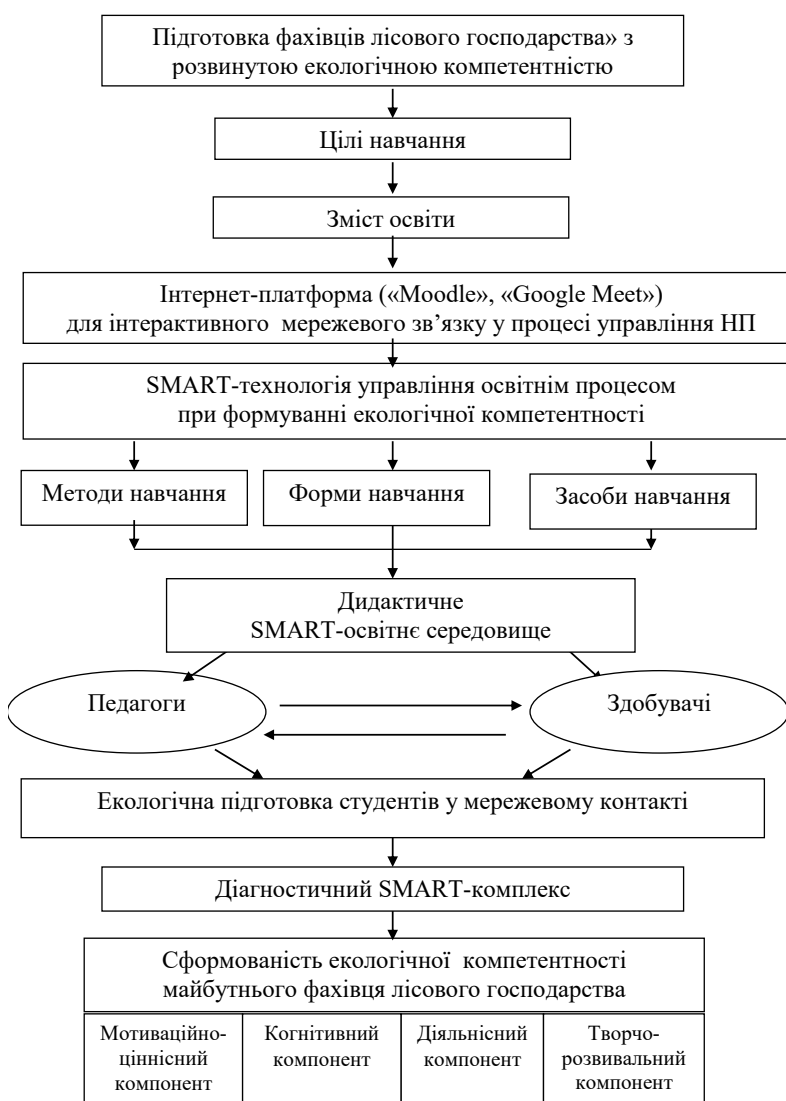 Підготовка фахівців лісового господарства» з
розвинутою екологічною компетентністю
Цілі навчання
Зміст освіти
Інтернет-платформа («Moodle», «Google Meet»)
для інтерактивного мережевого зв’язку у процесі управління НП
SMART-технологія управління освітнім процесом
при формуванні екологічної компетентності
Методи навчання
Форми навчання
Засоби навчання
Дидактичне
SMART-освітнє середовище
Педагоги
Здобувачі
Екологічна підготовка студентів у мережевому контакті
Діагностичний SMART-комплекс
Сформованість екологічної компетентності
майбутнього фахівця лісового господарства
Мотиваційно-
ціннісний
компонент
Когнітивний
компонент
Діяльнісний
компонент
Творчо-
розвивальний
компонент